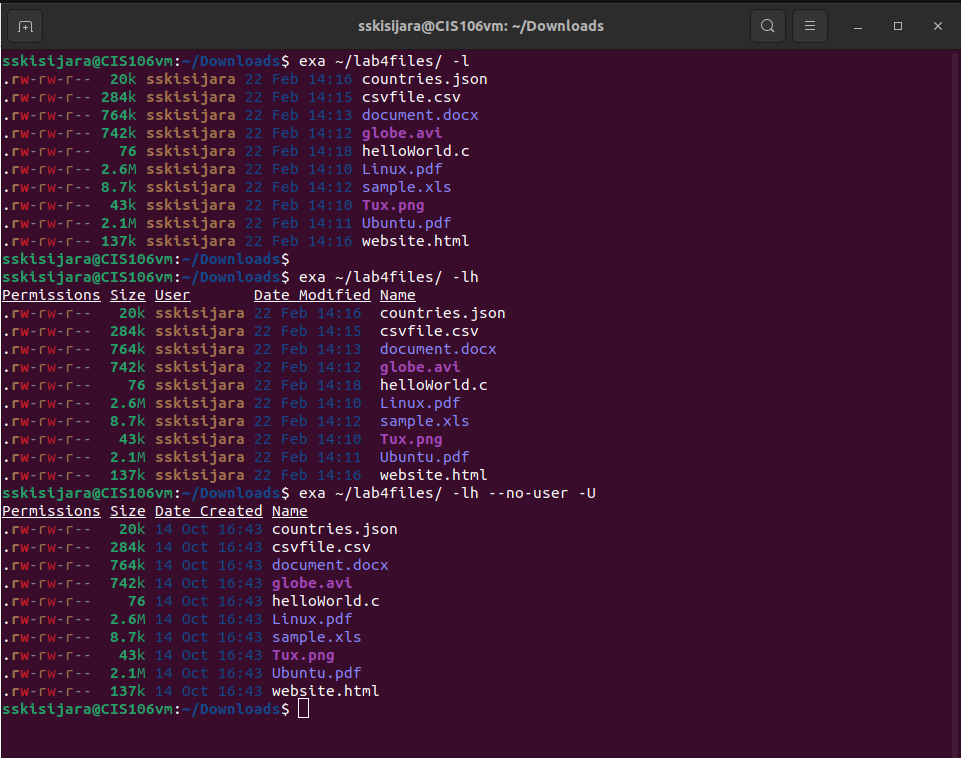 sskisijara@CIS106vm: ~/Downloads
sskisijara@CIS106vm:~/Downloads$ exa ~/lab4files/ -l
.rw-rw-r-- 20k sskisijara 22 Feb 14:16 countries.json
.rw-rw-r-- 284k sskisijara 22 Feb 14:15 csvfile.csv
.rw-rw-r-- 764k sskisijara 22 Feb 14:13 document.docx
.rw-rw-r-- 742k sskisijara 22 Feb 14:12 globe.avi
.rw-rw-r-- 76 sskisijara 22 Feb 14:18 helloWorld.c
.rw-rw-r-- 2.6M sskisijara 22 Feb 14:10 Linux.pdf
.rw-rw-r-- 8.7k sskisijara 22 Feb 14:12 sample.xls
.rw-rw-r-- 43k sskisijara 22 Feb 14:10 Tux.png
.rw-rw-r-- 2.1M sskisijara 22 Feb 14:11 Ubuntu.pdf
.rw-rw-r-- 137k sskisijara 22 Feb 14:16 website.html
sskisijara@CIS106vm:~/Downloads$
sskisijara@CIS106vm:~/Downloads$ exa ~/lab4files/ -lh
Permissions Size User Date Modified Name
.rw-rw-r-- 20k sskisijara 22 Feb 14:16 countries.json
.rw-rw-r-- 284k sskisijara 22 Feb 14:15 csvfile.csv
.rw-rw-r-- 764k sskisijara 22 Feb 14:13 document.docx
.rw-rw-r-- 742k sskisijara 22 Feb 14:12 globe.avi
.rw-rw-r-- 76 sskisijara 22 Feb 14:18 helloWorld.c
.rw-rw-r-- 2.6M sskisijara 22 Feb 14:10 Linux.pdf
.rw-rw-r-- 8.7k sskisijara 22 Feb 14:12 sample.xls
.rw-rw-r-- 43k sskisijara 22 Feb 14:10 Tux.png
.rw-rw-r-- 2.1M sskisijara 22 Feb 14:11 Ubuntu.pdf
.rw-rw-r-- 137k sskisijara 22 Feb 14:16 website.html
sskisijara@CIS106vm:~/Downloads$ exa ~/lab4files/ -lh --no-user -U
Permissions Size Date Created Name
.rw-rw-r-- 20k 14 Oct 16:43 countries.json
.rw-rw-r-- 284k 14 Oct 16:43 csvfile.csv
.rw-rw-r-- 764k 14 Oct 16:43 document.docx
.rw-rw-r-- 742k 14 Oct 16:43 globe.avi
.rw-rw-r-- 76 14 Oct 16:43 helloWorld.c
.rw-rw-r-- 2.6M 14 Oct 16:43 Linux.pdf
.rw-rw-r-- 8.7k 14 Oct 16:43 sample.xls
.rw-rw-r-- 43k 14 Oct 16:43 Tux.png
.rw-rw-r-- 2.1M 14 Oct 16:43 Ubuntu.pdf
.rw-rw-r-- 137k 14 Oct 16:43 website.html
sskisijara@CIS106vm:~/Downloads$